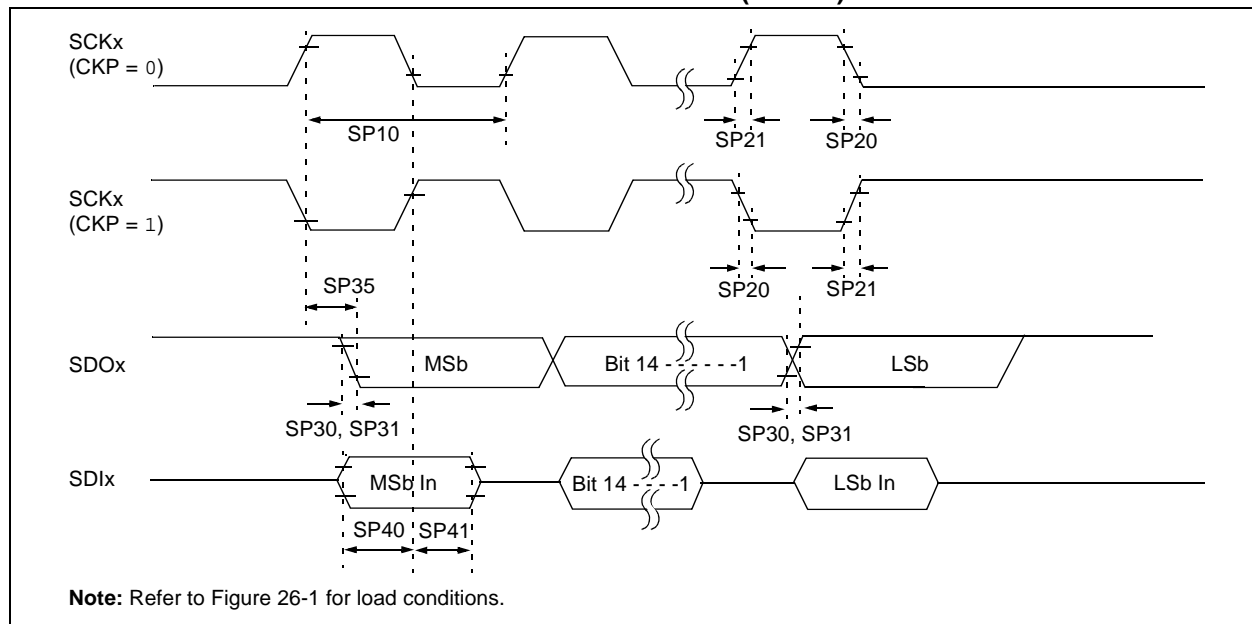 SCKx
(CKP = 0)
SP10
SP21
SP20
SCKx
(CKP = 1)
SP35
SP20
SP21
SDOx
MSb
Bit 14 - - - - - -1
LSb
SP30, SP31
SP30, SP31
SDIx
MSb In
Bit 14 - - - -1
LSb In
SP40
SP41
Note: Refer to Figure 26-1 for load conditions.